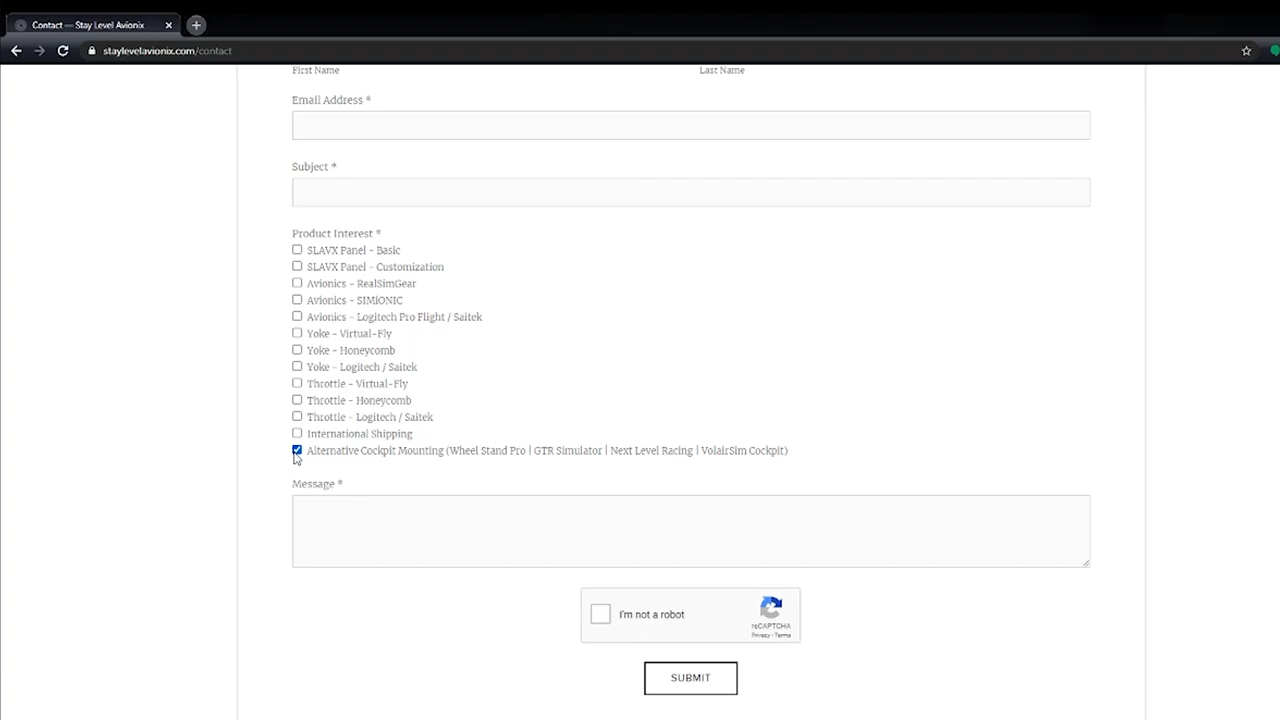 Contact — Stay Level Avionix
staylevelavionix.com/contact
First Name
Last Name
Email Address *
Subject *
Product Interest *
SLAVX Panel - Basic
SLAVX Panel - Customization
Avionics - RealSimGear
Avionics - SIMiONIC
Avionics - Logitech Pro Flight / Saitek
Yoke - Virtual-Fly
Yoke - Honeycomb
Yoke - Logitech / Saitek
Throttle - Virtual-Fly
Throttle - Honeycomb
Throttle - Logitech / Saitek
International Shipping
Alternative Cockpit Mounting (Wheel Stand Pro | GTR Simulator | Next Level Racing | VolairSim Cockpit)
Message *
I'm not a robot
reCAPTCHA
Privacy - Terms
SUBMIT